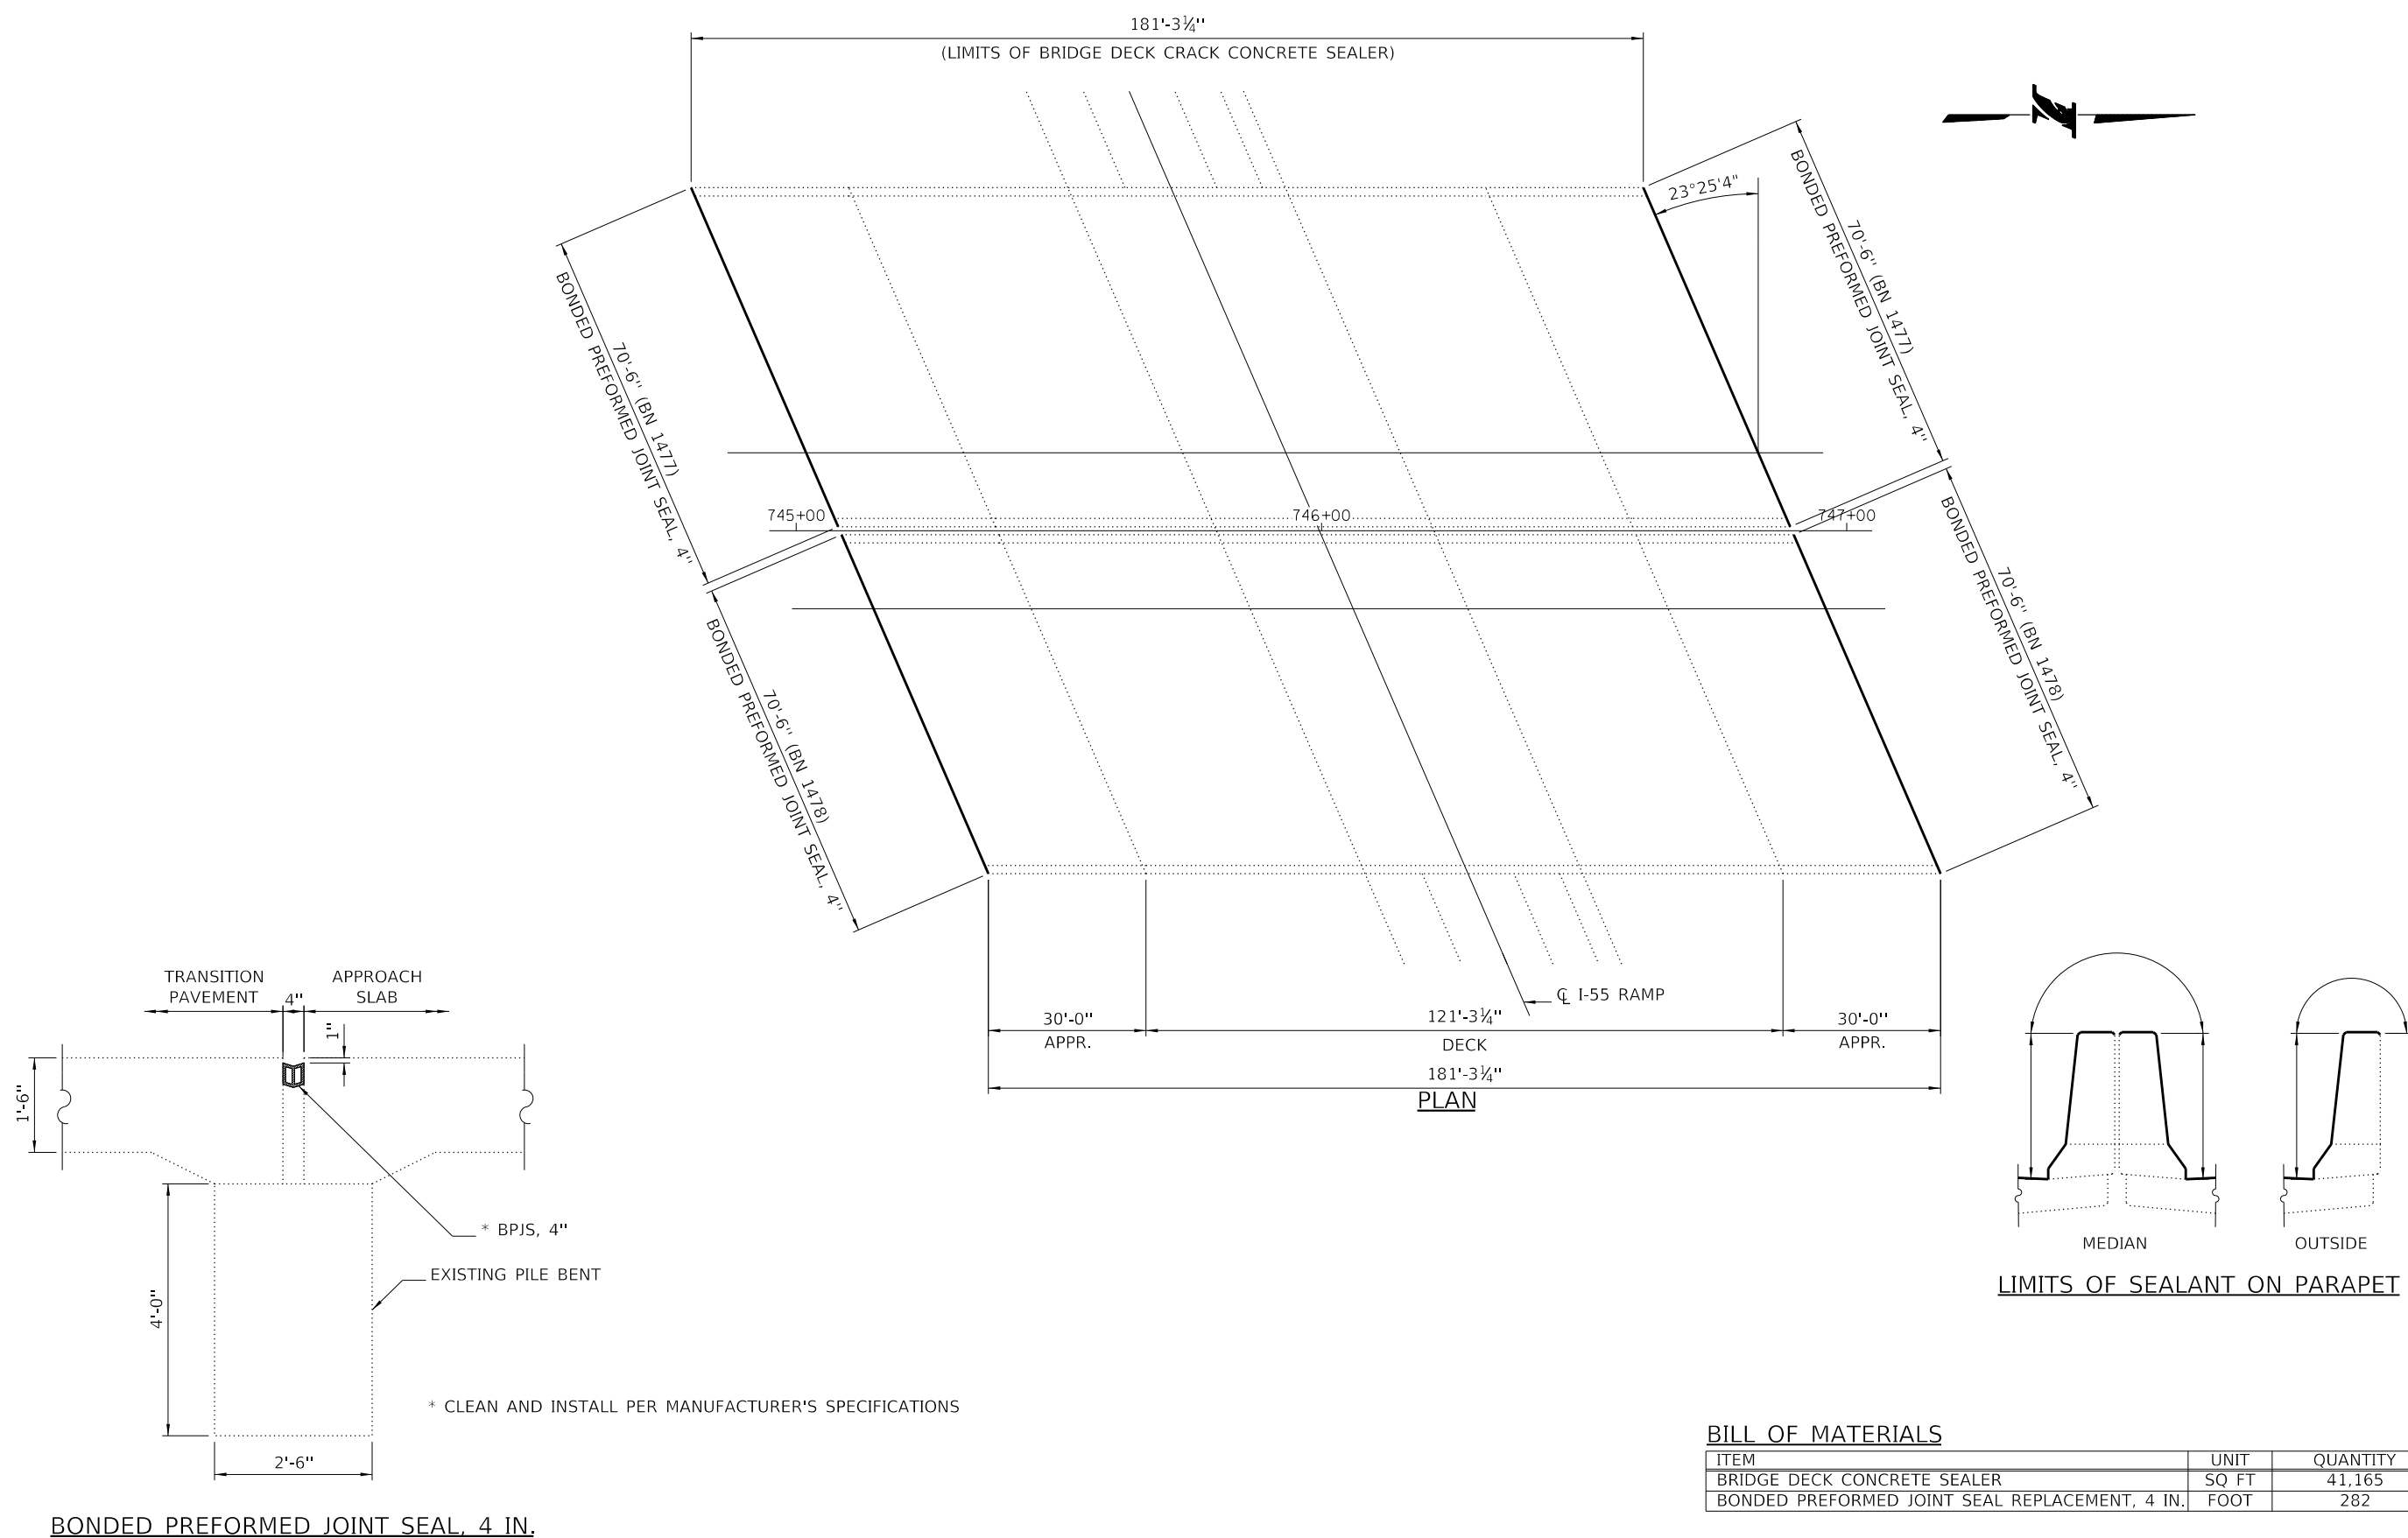 181'-3¼"
(LIMITS OF BRIDGE DECK CRACK CONCRETE SEALER)
23°25'4"
70'-6" (BN 1477)
BONDED PREFORMED JOINT SEAL, 4"
70'-6" (BN 1477)
BONDED PREFORMED JOINT SEAL, 4"
745+00
746+00
747+00
70'-6" (BN 1478)
BONDED PREFORMED JOINT SEAL, 4"
70'-6" (BN 1478)
BONDED PREFORMED JOINT SEAL, 4"
℄ I-55 RAMP
30'-0"
APPR.
121'-3¼"
DECK
30'-0"
APPR.
181'-3¼"
PLAN
TRANSITION
PAVEMENT
4"
APPROACH
SLAB
1"
1'-6"
* BPJS, 4"
EXISTING PILE BENT
4'-0"
2'-6"
* CLEAN AND INSTALL PER MANUFACTURER'S SPECIFICATIONS
BONDED PREFORMED JOINT SEAL, 4 IN.
MEDIAN
OUTSIDE
LIMITS OF SEALANT ON PARAPET
BILL OF MATERIALS
ITEM UNIT QUANTITY
BRIDGE DECK CONCRETE SEALER SQ FT 41,165
BONDED PREFORMED JOINT SEAL REPLACEMENT, 4 IN. FOOT 282